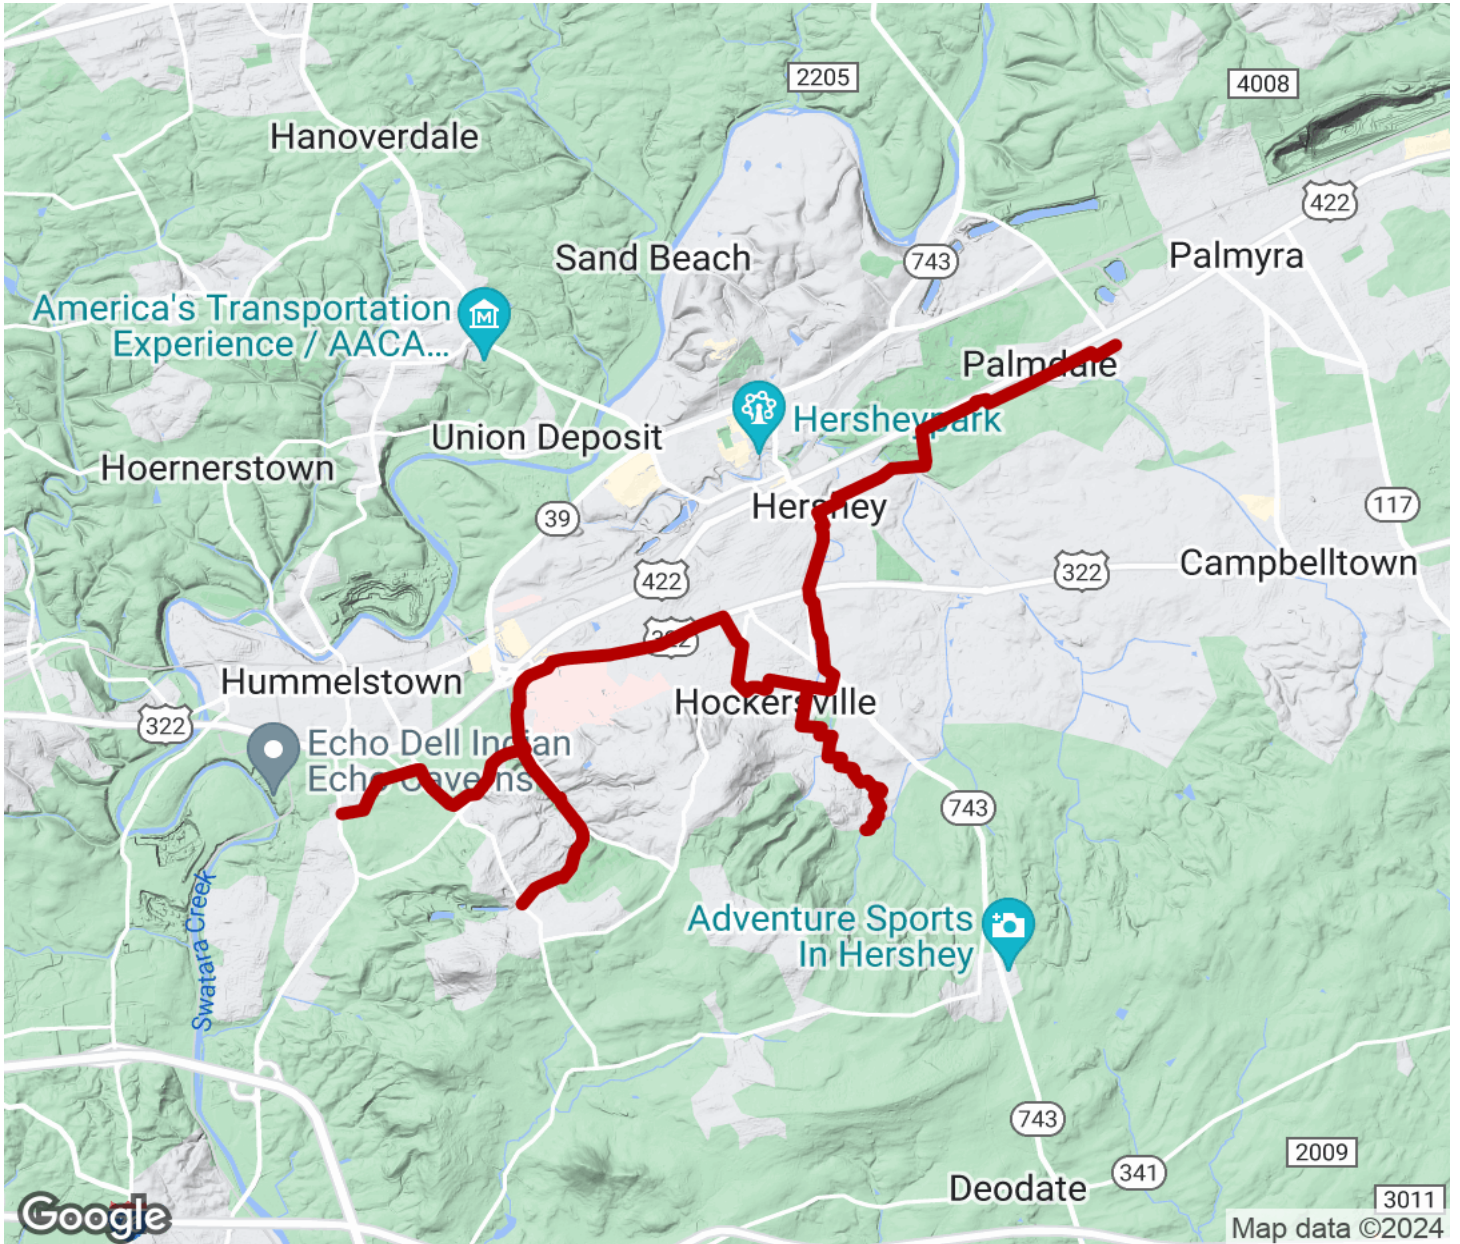 2205
4008
Hanoverdale
422
Palmyra
Sand Beach
743
America's Transportation
Experience / AACA...
Palmdale
Hersheypark
Union Deposit
Hoernerstown
Hershey
39
117
422
322
Campbelltown
322
Hummelstown
Hockersville
322
Echo Dell Indian
Echo Caverns
743
Swatara Creek
Adventure Sports
In Hershey
743
2009
341
Deodate
3011
Google
Map data ©2024